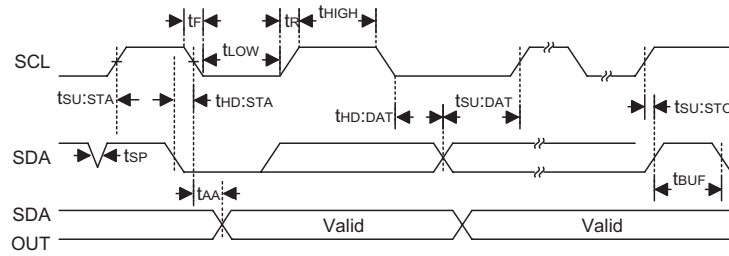 tF tR tHIGH
SCL
tLOW
tSU:STA tHD:STA tHD:DAT tSU:DAT tSU:STO
SDA
tSP
tBUF
tAA
SDA
OUT
Valid Valid